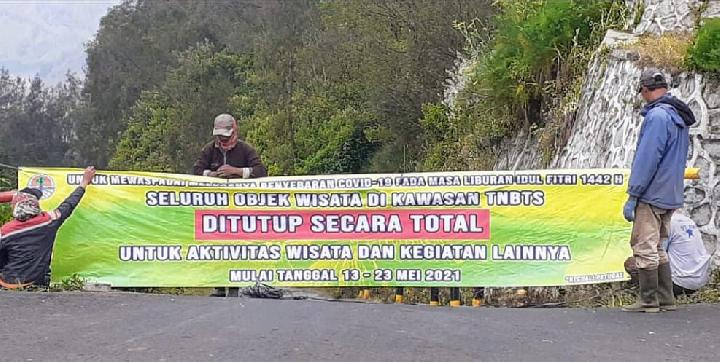 UNTUK MEWASPADAI PENYEBARAN COVID-19 PADA MASA LIBURAN IDUL FITRI 1442 H
SELURUH OBJEK WISATA DI KAWASAN TNBTS
DITUTUP SECARA TOTAL
UNTUK AKTIVITAS WISATA DAN KEGIATAN LAINNYA
MULAI TANGGAL 13 - 23 MEI 2021